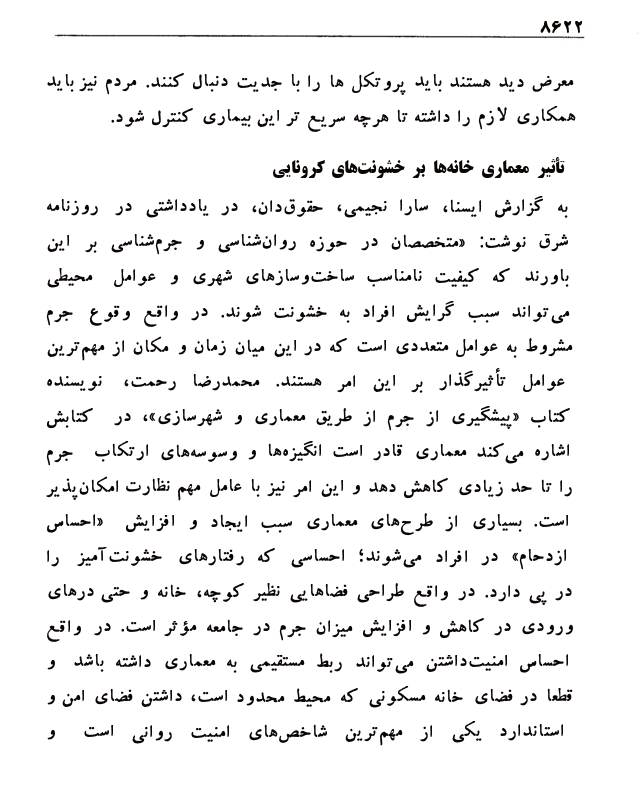 ۸۶۲۲
معرض دید هستند باید پروتکل ها را با جدیت دنبال کنند. مردم نیز باید
همکاری لازم را داشته تا هرچه سریع تر این بیماری کنترل شود.
تأثیر معماری خانه‌ها بر خشونت‌های کرونایی
به گزارش ایسنا، سارا نجیمی، حقوق‌دان، در یادداشتی در روزنامه
شرق نوشت: «متخصصان در حوزه روان‌شناسی و جرم‌شناسی بر این
باورند که کیفیت نامناسب ساخت‌وسازهای شهری و عوامل محیطی
می‌تواند سبب گرایش افراد به خشونت شوند. در واقع وقوع جرم
مشروط به عوامل متعددی است که در این میان زمان و مکان از مهم‌ترین
عوامل تأثیرگذار بر این امر هستند. محمدرضا رحمت، نویسنده
کتاب «پیشگیری از جرم از طریق معماری و شهرسازی»، در کتابش
اشاره می‌کند معماری قادر است انگیزه‌ها و وسوسه‌های ارتکاب جرم
را تا حد زیادی کاهش دهد و این امر نیز با عامل مهم نظارت امکان‌پذیر
است. بسیاری از طرح‌های معماری سبب ایجاد و افزایش «احساس
ازدحام» در افراد می‌شوند؛ احساسی که رفتارهای خشونت‌آمیز را
در پی دارد. در واقع طراحی فضاهایی نظیر کوچه، خانه و حتی درهای
ورودی در کاهش و افزایش میزان جرم در جامعه مؤثر است. در واقع
احساس امنیت‌داشتن می‌تواند ربط مستقیمی به معماری داشته باشد و
قطعا در فضای خانه مسکونی که محیط محدود است، داشتن فضای امن و
استاندارد یکی از مهم‌ترین شاخص‌های امنیت روانی است و